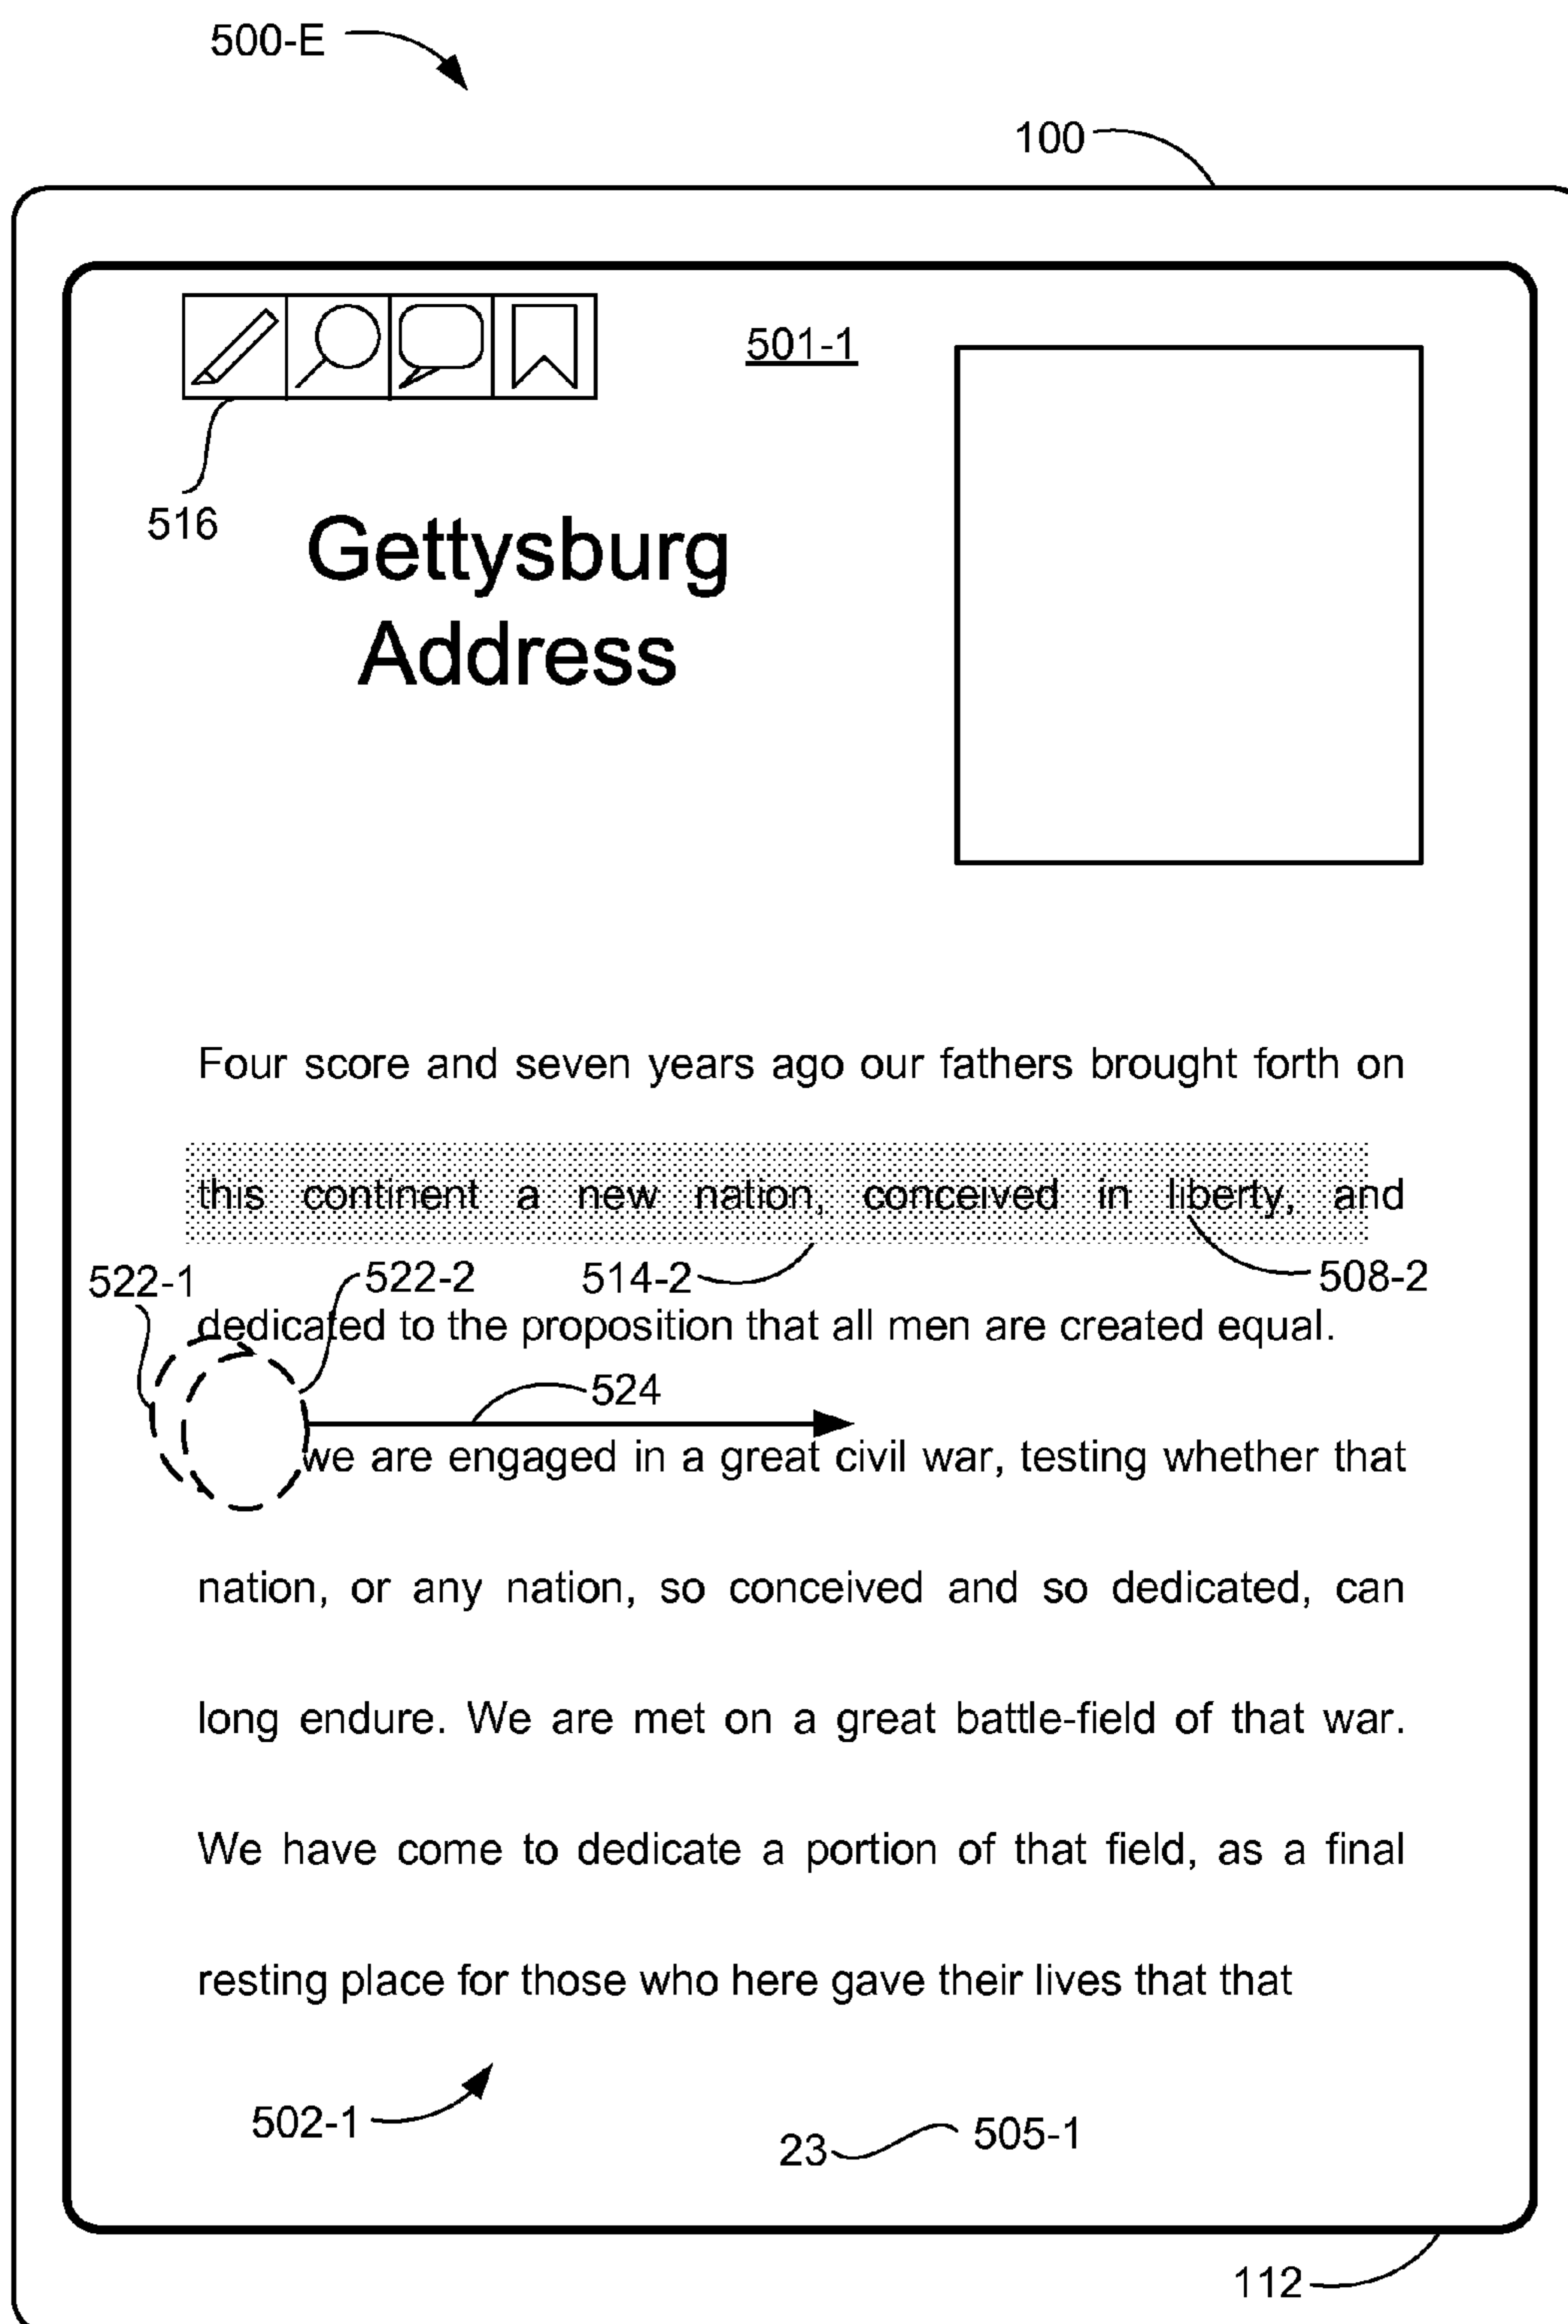 500-E
100
501-1
516
Gettysburg
Address
Four score and seven years ago our fathers brought forth on
this continent a new nation, conceived in liberty, and
522-1 522-2 514-2 508-2
dedicated to the proposition that all men are created equal.
524
we are engaged in a great civil war, testing whether that
nation, or any nation, so conceived and so dedicated, can
long endure. We are met on a great battle-field of that war.
We have come to dedicate a portion of that field, as a final
resting place for those who here gave their lives that that
502-1
23 505-1
112